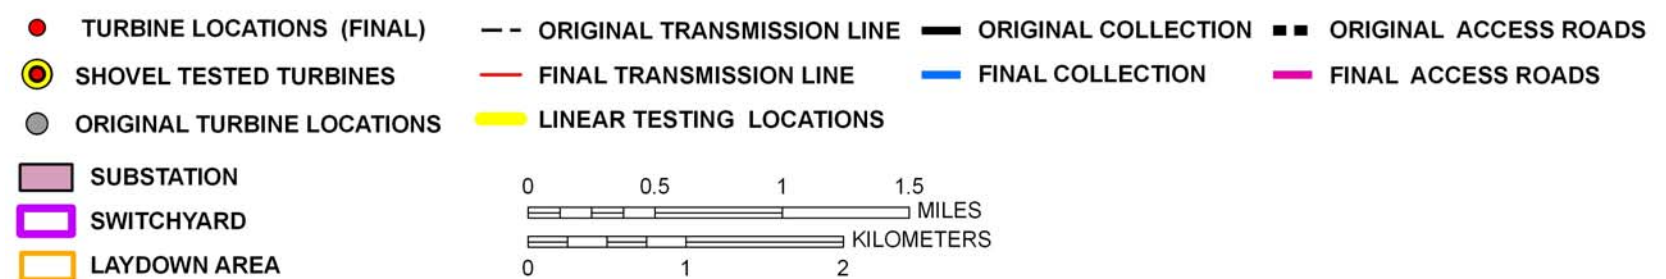 TURBINE LOCATIONS (FINAL)
ORIGINAL TRANSMISSION LINE
ORIGINAL COLLECTION
ORIGINAL ACCESS ROADS
SHOVEL TESTED TURBINES
FINAL TRANSMISSION LINE
FINAL COLLECTION
FINAL ACCESS ROADS
ORIGINAL TURBINE LOCATIONS
LINEAR TESTING LOCATIONS
SUBSTATION
SWITCHYARD
LAYDOWN AREA
0 0.5 1 1.5
MILES
KILOMETERS
0 1 2